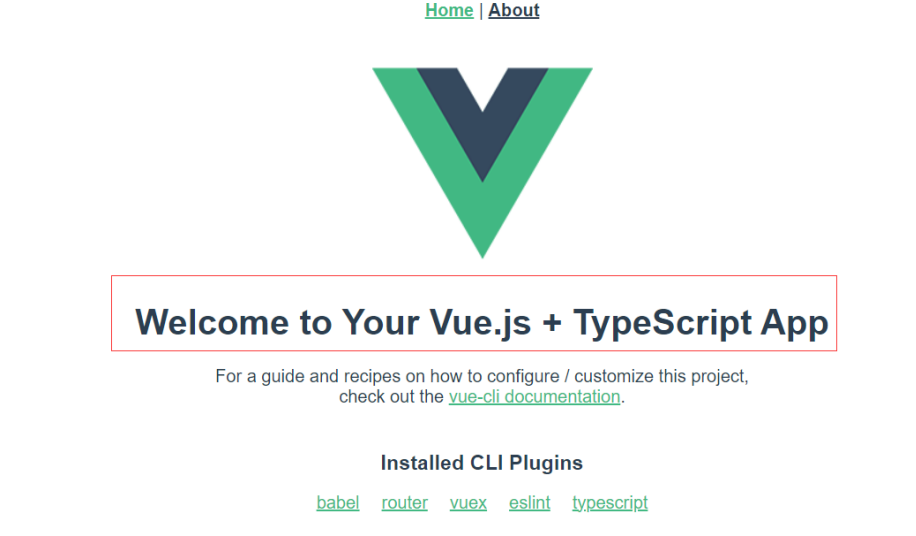 Home | About
Welcome to Your Vue.js + TypeScript App
For a guide and recipes on how to configure / customize this project,
check out the vue-cli documentation.
Installed CLI Plugins
babel router vuex eslint typescript